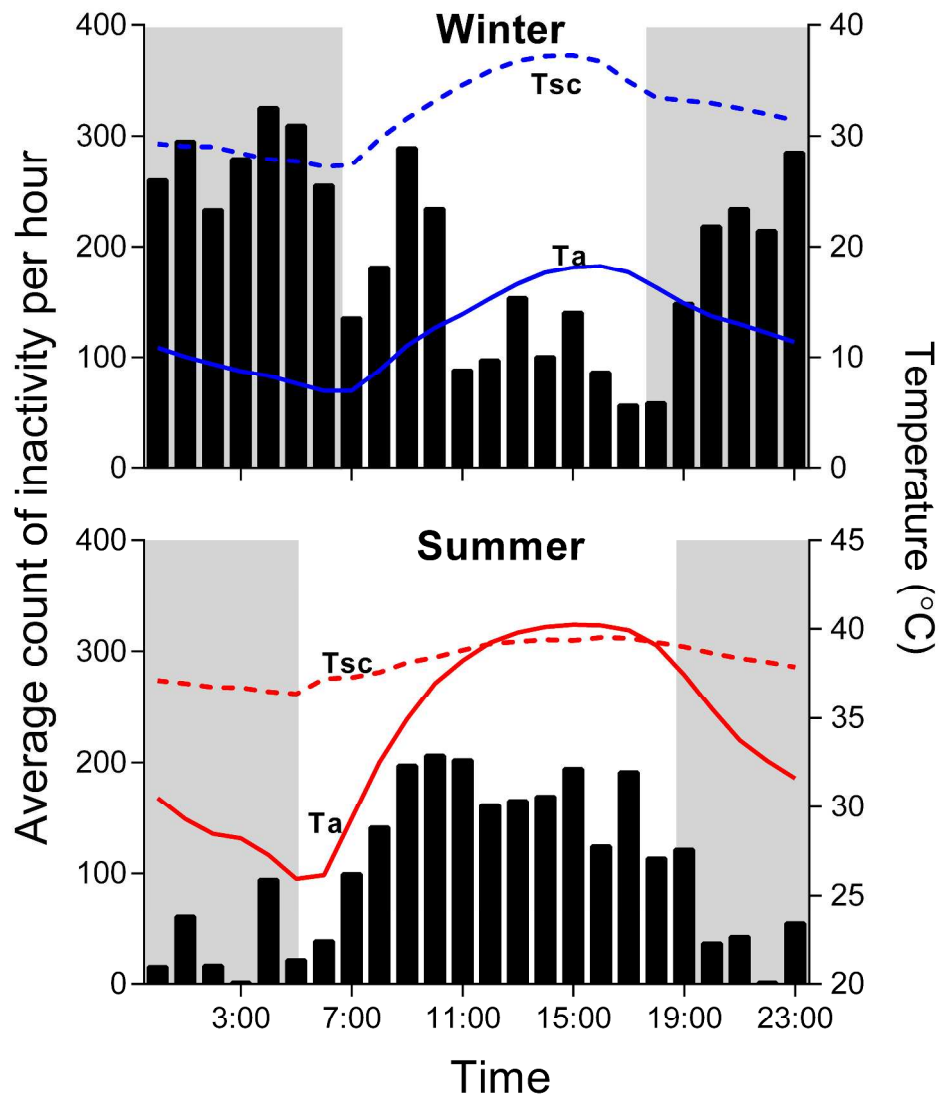 Average count of inactivity per hour
Winter
400
300
200
100
0
Tsc
Ta
40
30
20
10
0
Temperature (°C)
Summer
400
300
200
100
0
Tsc
Ta
45
40
35
30
25
20
3:00 7:00 11:00 15:00 19:00 23:00
Time